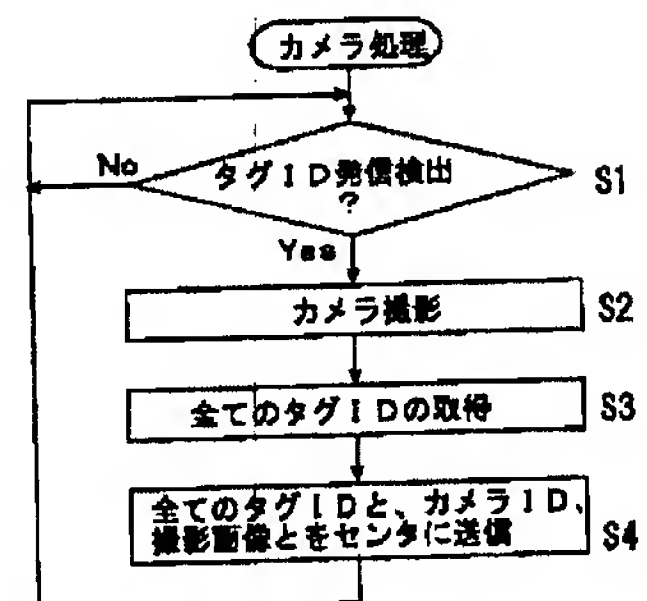 カメラ処理
No
タグID発信検出
?
S1
Yes
カメラ撮影
S2
全てのタグIDの取得
S3
全てのタグIDと、カメラID、
撮影画像とをセンタに送信
S4